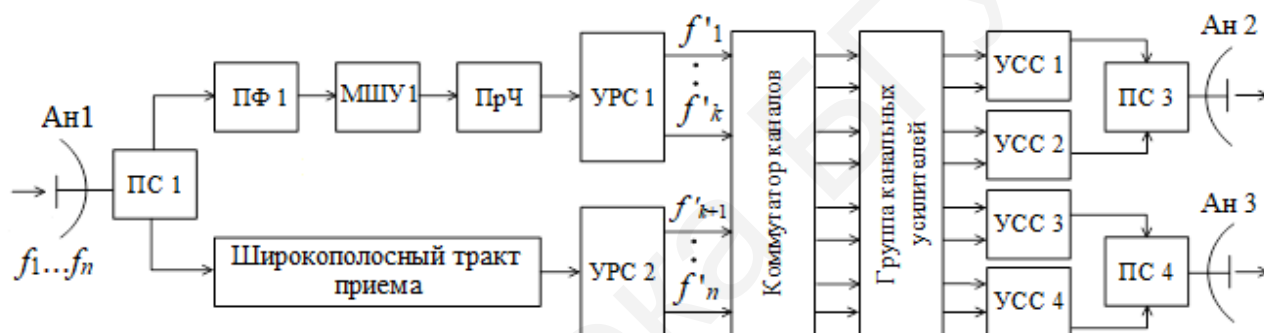 Ан1
f1...fn
ПС 1
ПФ 1
МШУ1
ПрЧ
УРС 1
f'1
f'k
Широкополосный тракт
приема
УРС 2
f'k+1
f'n
Коммутатор каналов
Группа канальных
усилителей
УСС 1
УСС 2
УСС 3
УСС 4
ПС 3
ПС 4
Ан 2
Ан 3